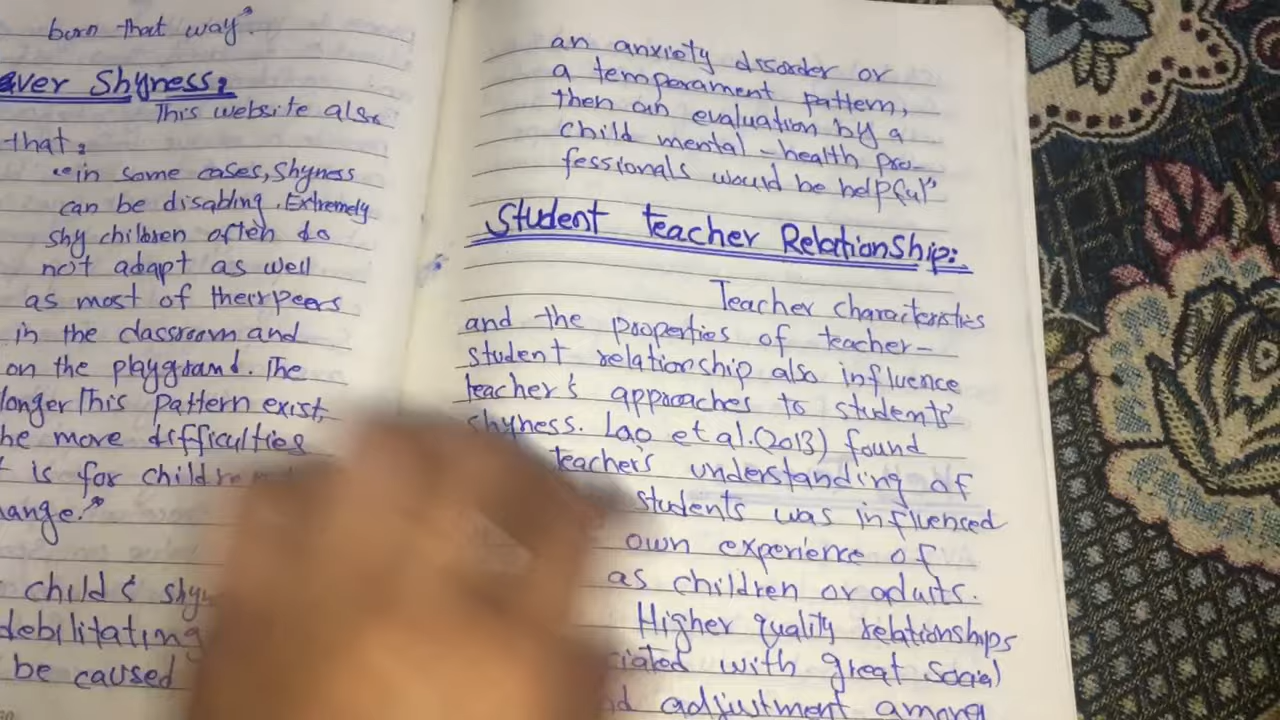 born that way".
ever Shyness:
This website also
that:
"in some cases, Shyness
can be disabling. Extremely
shy children often do
not adapt as well
as most of their peers
in the classroom and
on the playground. The
longer This pattern exist,
he more difficulties
is for children
ange."
child & shy
debilitating
be caused
an anxiety dssorder or
a temperament pattern,
then an evaluation by a
child mental-health pro-
fessionals would be helpful"
Student teacher Relationship:
Teacher characteristics
and the properties of teacher-
student relationship also influence
teacher's approaches to students'
shyness. Lao et al.(2013) found
teacher's understanding of
students was influenced
own experience of
as children or adults.
Higher quality relationships
ciated with great social
nd adjustment among